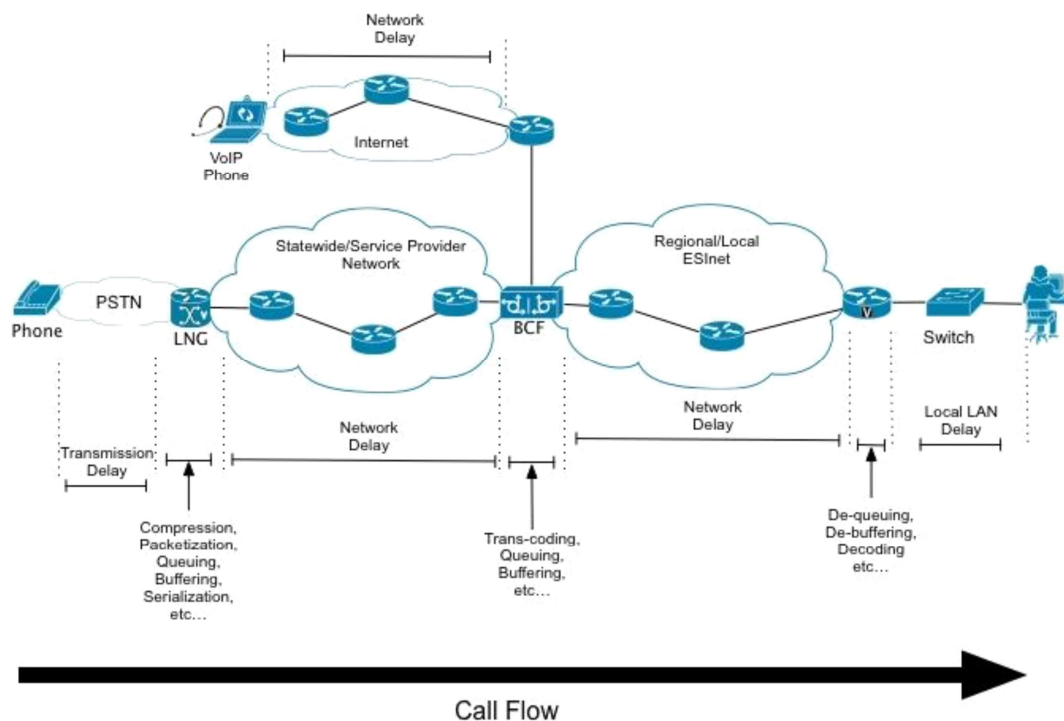 Network
Delay
Internet
VoIP
Phone
Statewide/Service Provider
Network
Regional/Local
ESInet
PSTN
Phone
LNG
BCF
V
Switch
Transmission
Delay
Network
Delay
Network
Delay
Local LAN
Delay
Compression,
Packetization,
Queuing,
Buffering,
Serialization,
etc...
Trans-coding,
Queuing,
Buffering,
etc...
De-queuing,
De-buffering,
Decoding
etc...
Call Flow